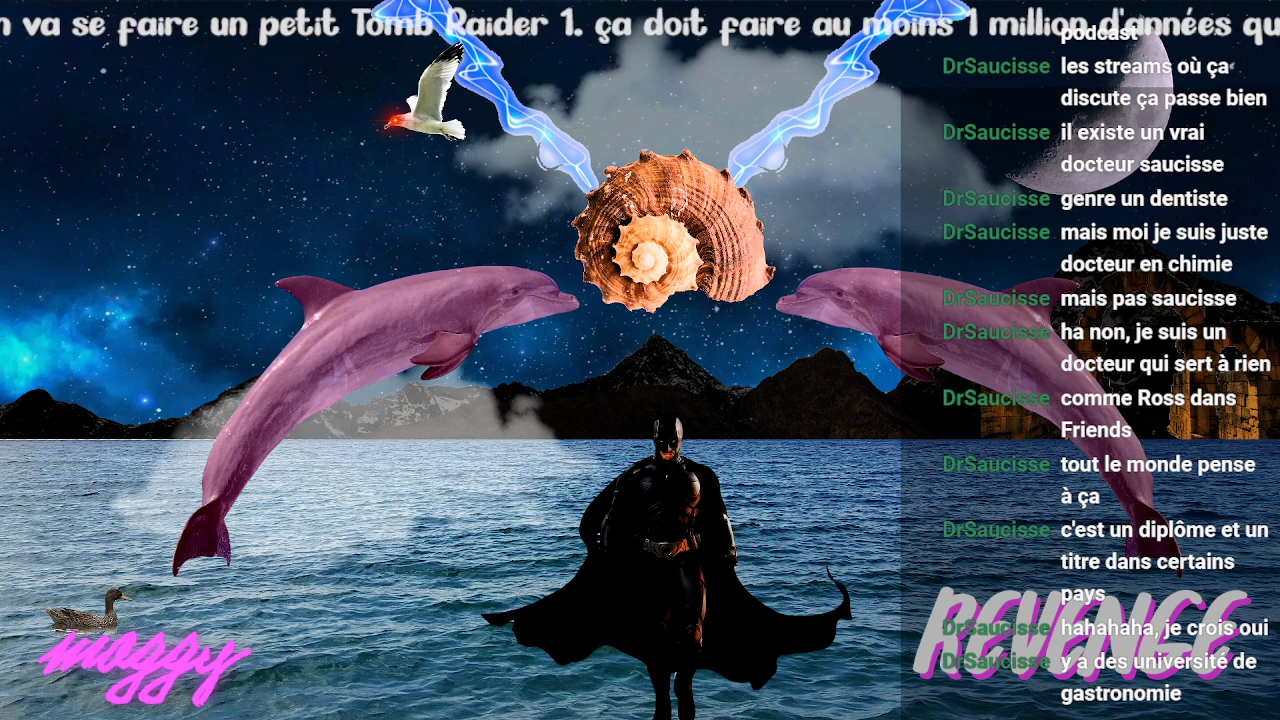 n va se faire un petit Tomb Raider 1. ça doit faire au moins 1 million d'années qu
podcast
DrSaucisse les streams où ça
discute ça passe bien
DrSaucisse il existe un vrai
docteur saucisse
DrSaucisse genre un dentiste
DrSaucisse mais moi je suis juste
docteur en chimie
DrSaucisse mais pas saucisse
DrSaucisse ha non, je suis un
docteur qui sert à rien
DrSaucisse comme Ross dans
Friends
DrSaucisse tout le monde pense
à ça
DrSaucisse c'est un diplôme et un
titre dans certains
pays
DrSaucisse hahahaha, je crois oui
DrSaucisse y a des université de
gastronomie
moggy
REVENGE